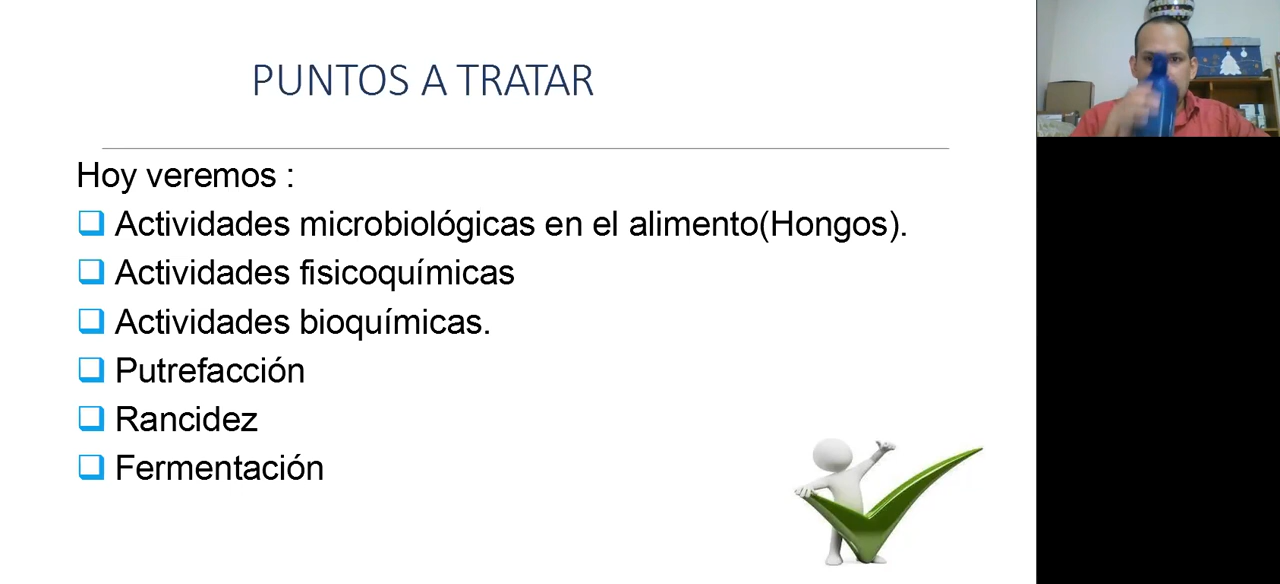 PUNTOS A TRATAR
Hoy veremos :
Actividades microbiológicas en el alimento(Hongos).
Actividades fisicoquímicas
Actividades bioquímicas.
Putrefacción
Rancidez
Fermentación